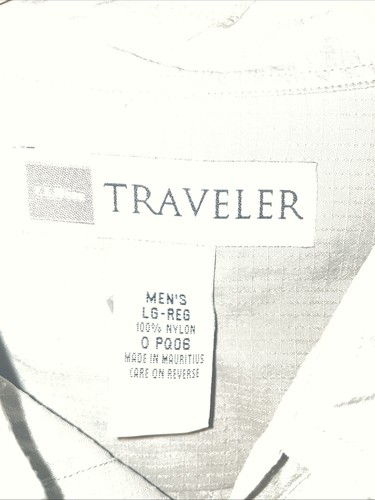 TRAVELER
MEN'S
LG-REG
100% NYLON
0 PQ06
MADE IN MAURITIUS
CARE ON REVERSE